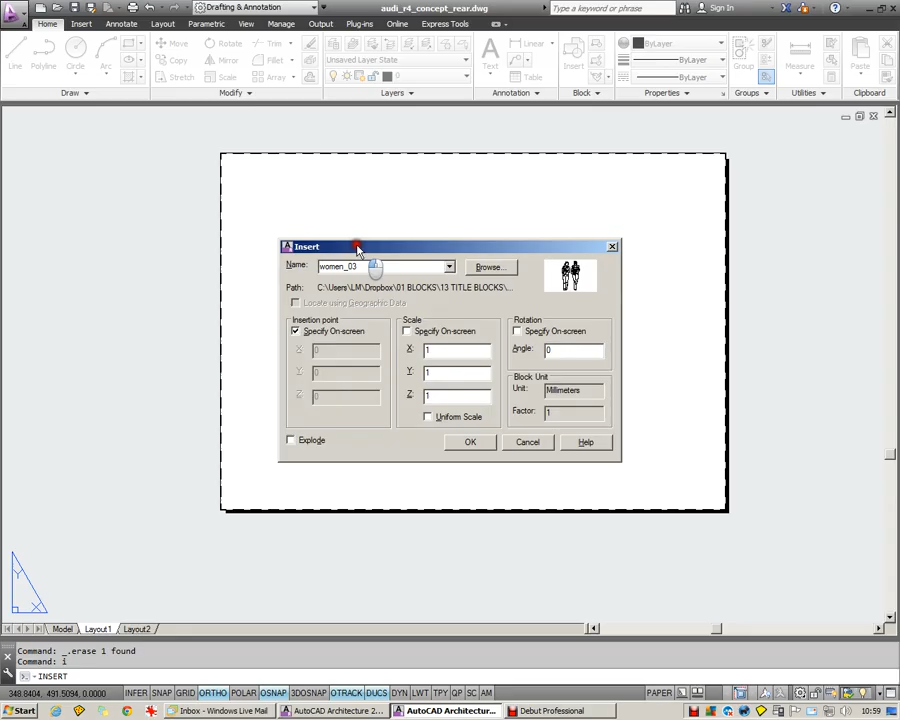 Drafting & Annotation
audi_r4_concept_rear.dwg
Type a keyword or phrase
Sign In
Home Insert Annotate Layout Parametric View Manage Output Plug-ins Express Tools
Line Polyline Circle Arc
Move Rotate Trim
Copy Mirror Fillet
Stretch Scale Array
Unsaved Layer State
0
Text
Linear
Leader
Table
Insert
ByLayer
ByLayer
ByLayer
Group
Measure
Paste
Draw Modify Layers Annotation Block Properties Groups Utilities Clipboard
Insert
Name: women_03 Browse...
Path: C:\Users\LM\Dropbox\01 BLOCKS\13 TITLE BLOCKS\...
Locate using Geographic Data
Insertion point Scale Rotation
Specify On-screen Specify On-screen Specify On-screen
X: 0 X: 1 Angle: 0
Y: 0 Y: 1
Z: 0 Z: 1
Block Unit
Unit: Millimeters
Factor: 1
Uniform Scale
Explode OK Cancel Help
Y
X
Model Layout1 Layout2
Command: _.erase 1 found
Command: i
INSERT
348.8404, 491.5094, 0.0000 INFER SNAP GRID ORTHO POLAR OSNAP 3DOSNAP OTRACK DUCS DYN LWT TPY QP SC AM PAPER
Start Inbox - Windows Live Mail AutoCAD Architecture 2... AutoCAD Architectur... Debut Professional 10:59